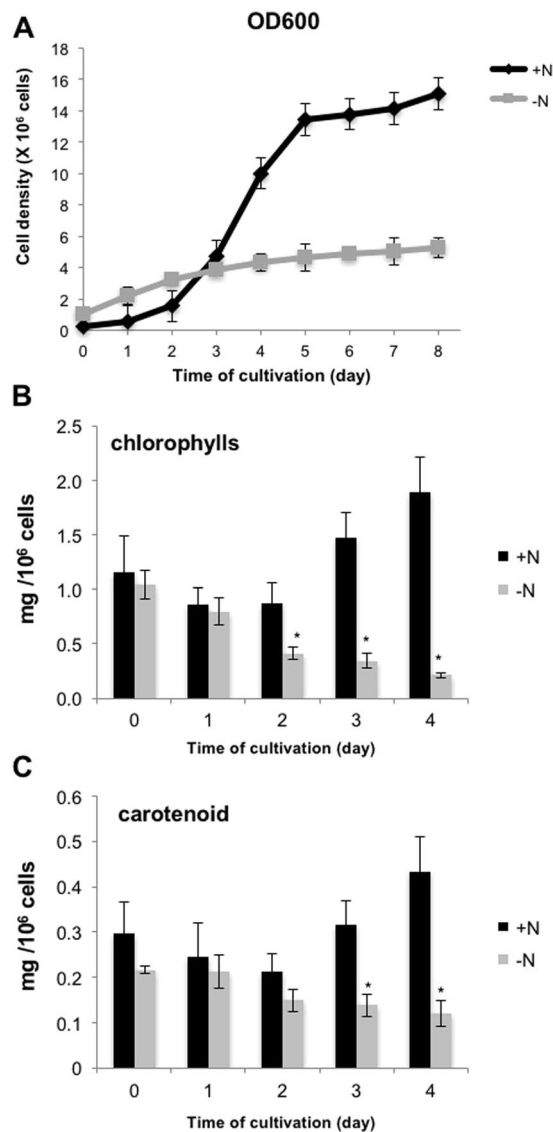 A
OD600
Cell density (X 10⁶ cells)
18
16
14
12
10
8
6
4
2
0
0 1 2 3 4 5 6 7 8
Time of cultivation (day)
+N
-N
B
chlorophylls
mg /10⁶ cells
2.5
2.0
1.5
1.0
0.5
0.0
* * *
0 1 2 3 4
Time of cultivation (day)
+N
-N
C
carotenoid
mg /10⁶ cells
0.6
0.5
0.4
0.3
0.2
0.1
0
* *
0 1 2 3 4
Time of cultivation (day)
+N
-N